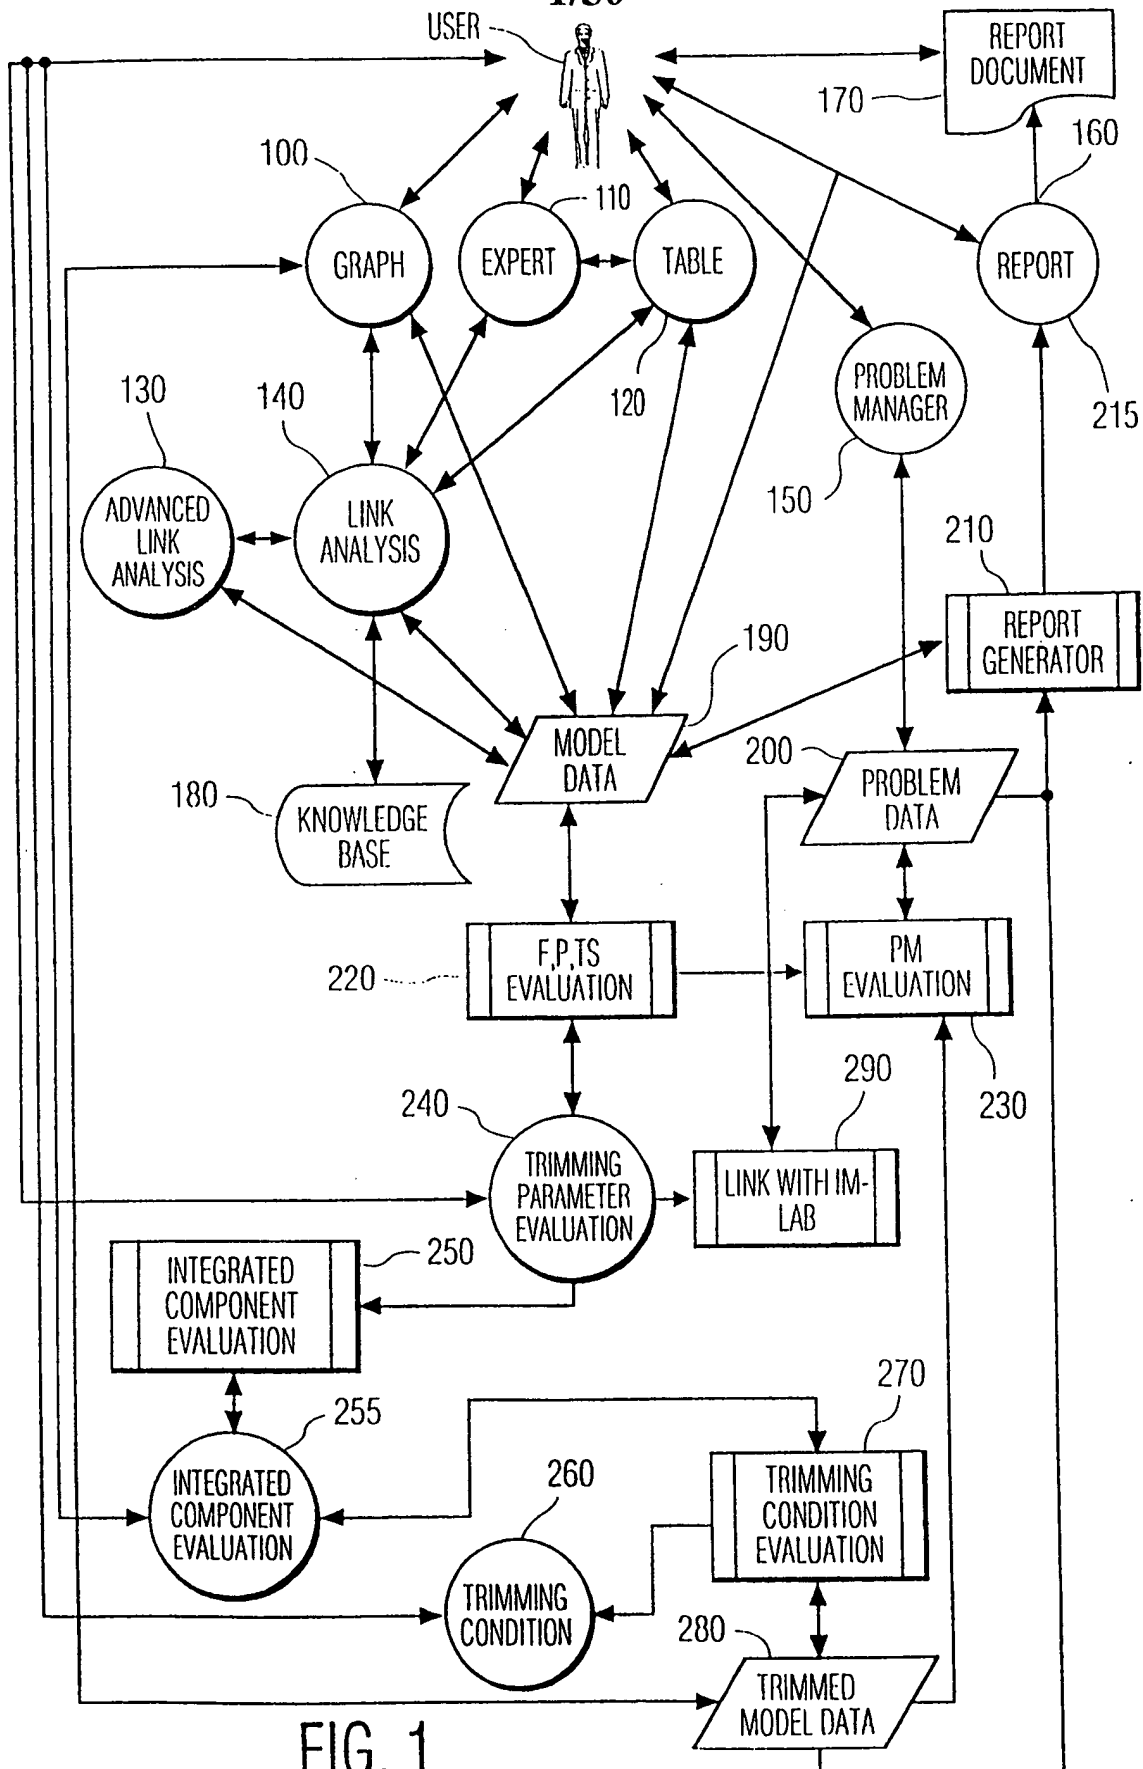 USER
REPORT
DOCUMENT
170
160
100
110
GRAPH
EXPERT
TABLE
REPORT
120
PROBLEM
MANAGER
215
130
140
150
ADVANCED
LINK
ANALYSIS
LINK
ANALYSIS
210
REPORT
GENERATOR
190
MODEL
DATA
200
PROBLEM
DATA
180
KNOWLEDGE
BASE
F,P,TS
EVALUATION
220
PM
EVALUATION
230
240
290
TRIMMING
PARAMETER
EVALUATION
LINK WITH IM-
LAB
250
INTEGRATED
COMPONENT
EVALUATION
270
255
INTEGRATED
COMPONENT
EVALUATION
260
TRIMMING
CONDITION
EVALUATION
TRIMMING
CONDITION
280
TRIMMED
MODEL DATA
FIG. 1